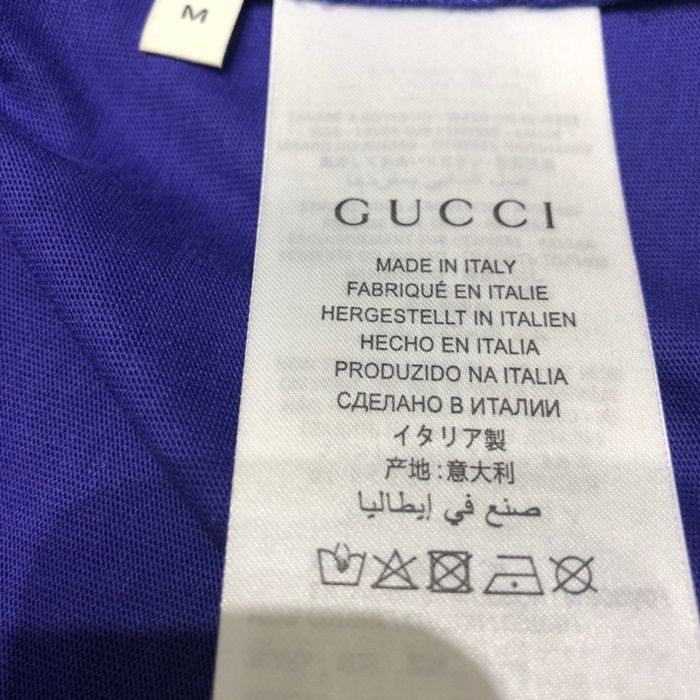 M
GUCCI
MADE IN ITALY
FABRIQUÉ EN ITALIE
HERGESTELLT IN ITALIEN
HECHO EN ITALIA
PRODUZIDO NA ITALIA
СДЕЛАНО В ИТАЛИИ
イタリア製
产地:意大利
صنع في إيطاليا